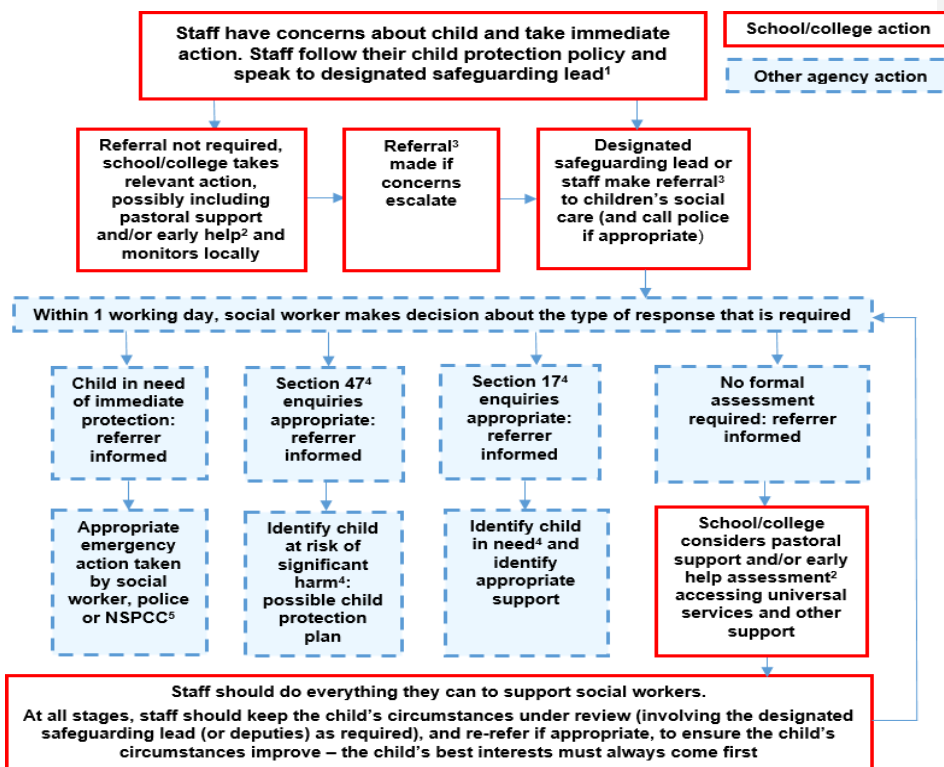 Staff have concerns about child and take immediate
action. Staff follow their child protection policy and
speak to designated safeguarding lead¹
School/college action
Other agency action
Referral not required,
school/college takes
relevant action,
possibly including
pastoral support
and/or early help² and
monitors locally
Referral³
made if
concerns
escalate
Designated
safeguarding lead or
staff make referral³
to children’s social
care (and call police
if appropriate)
Within 1 working day, social worker makes decision about the type of response that is required
Child in need
of immediate
protection:
referrer
informed
Section 47⁴
enquiries
appropriate:
referrer
informed
Section 17⁴
enquiries
appropriate:
referrer
informed
No formal
assessment
required: referrer
informed
Appropriate
emergency
action taken
by social
worker, police
or NSPCC⁵
Identify child
at risk of
significant
harm⁴:
possible child
protection
plan
Identify child
in need⁴ and
identify
appropriate
support
School/college
considers pastoral
support and/or early
help assessment²
accessing universal
services and other
support
Staff should do everything they can to support social workers.
At all stages, staff should keep the child’s circumstances under review (involving the designated
safeguarding lead (or deputies) as required), and re-refer if appropriate, to ensure the child’s
circumstances improve – the child’s best interests must always come first